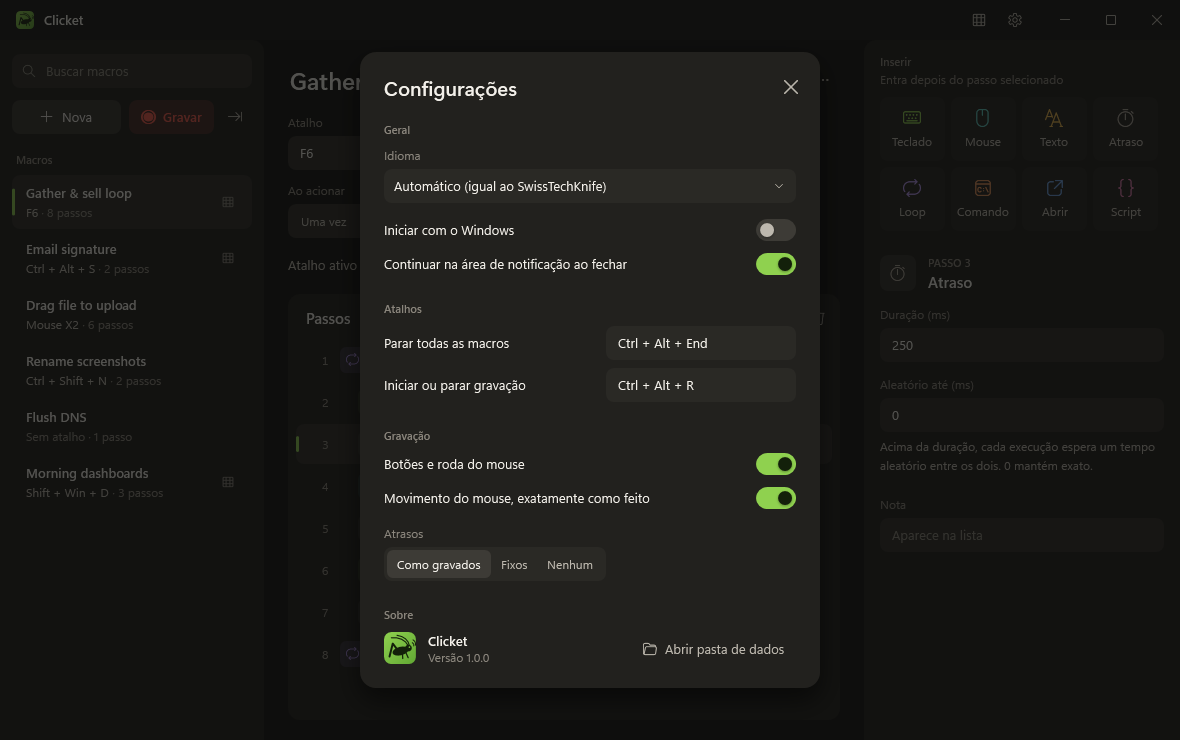 Clicket
Buscar macros
Nova
Gravar
Macros
Gather & sell loop
F6 · 8 passos
Email signature
Ctrl + Alt + S · 2 passos
Drag file to upload
Mouse X2 · 6 passos
Rename screenshots
Ctrl + Shift + N · 2 passos
Flush DNS
Sem atalho · 1 passo
Morning dashboards
Shift + Win + D · 3 passos
Gather
Atalho
F6
Ao acionar
Uma vez
Atalho ativo
Passos
1
2
3
4
5
6
7
8
Configurações
Geral
Idioma
Automático (igual ao SwissTechKnife)
Iniciar com o Windows
Continuar na área de notificação ao fechar
Atalhos
Parar todas as macros
Ctrl + Alt + End
Iniciar ou parar gravação
Ctrl + Alt + R
Gravação
Botões e roda do mouse
Movimento do mouse, exatamente como feito
Atrasos
Como gravados
Fixos
Nenhum
Sobre
Clicket
Versão 1.0.0
Abrir pasta de dados
Inserir
Entra depois do passo selecionado
Teclado
Mouse
Texto
Atraso
Loop
Comando
Abrir
Script
PASSO 3
Atraso
Duração (ms)
250
Aleatório até (ms)
0
Acima da duração, cada execução espera um tempo
aleatório entre os dois. 0 mantém exato.
Nota
Aparece na lista